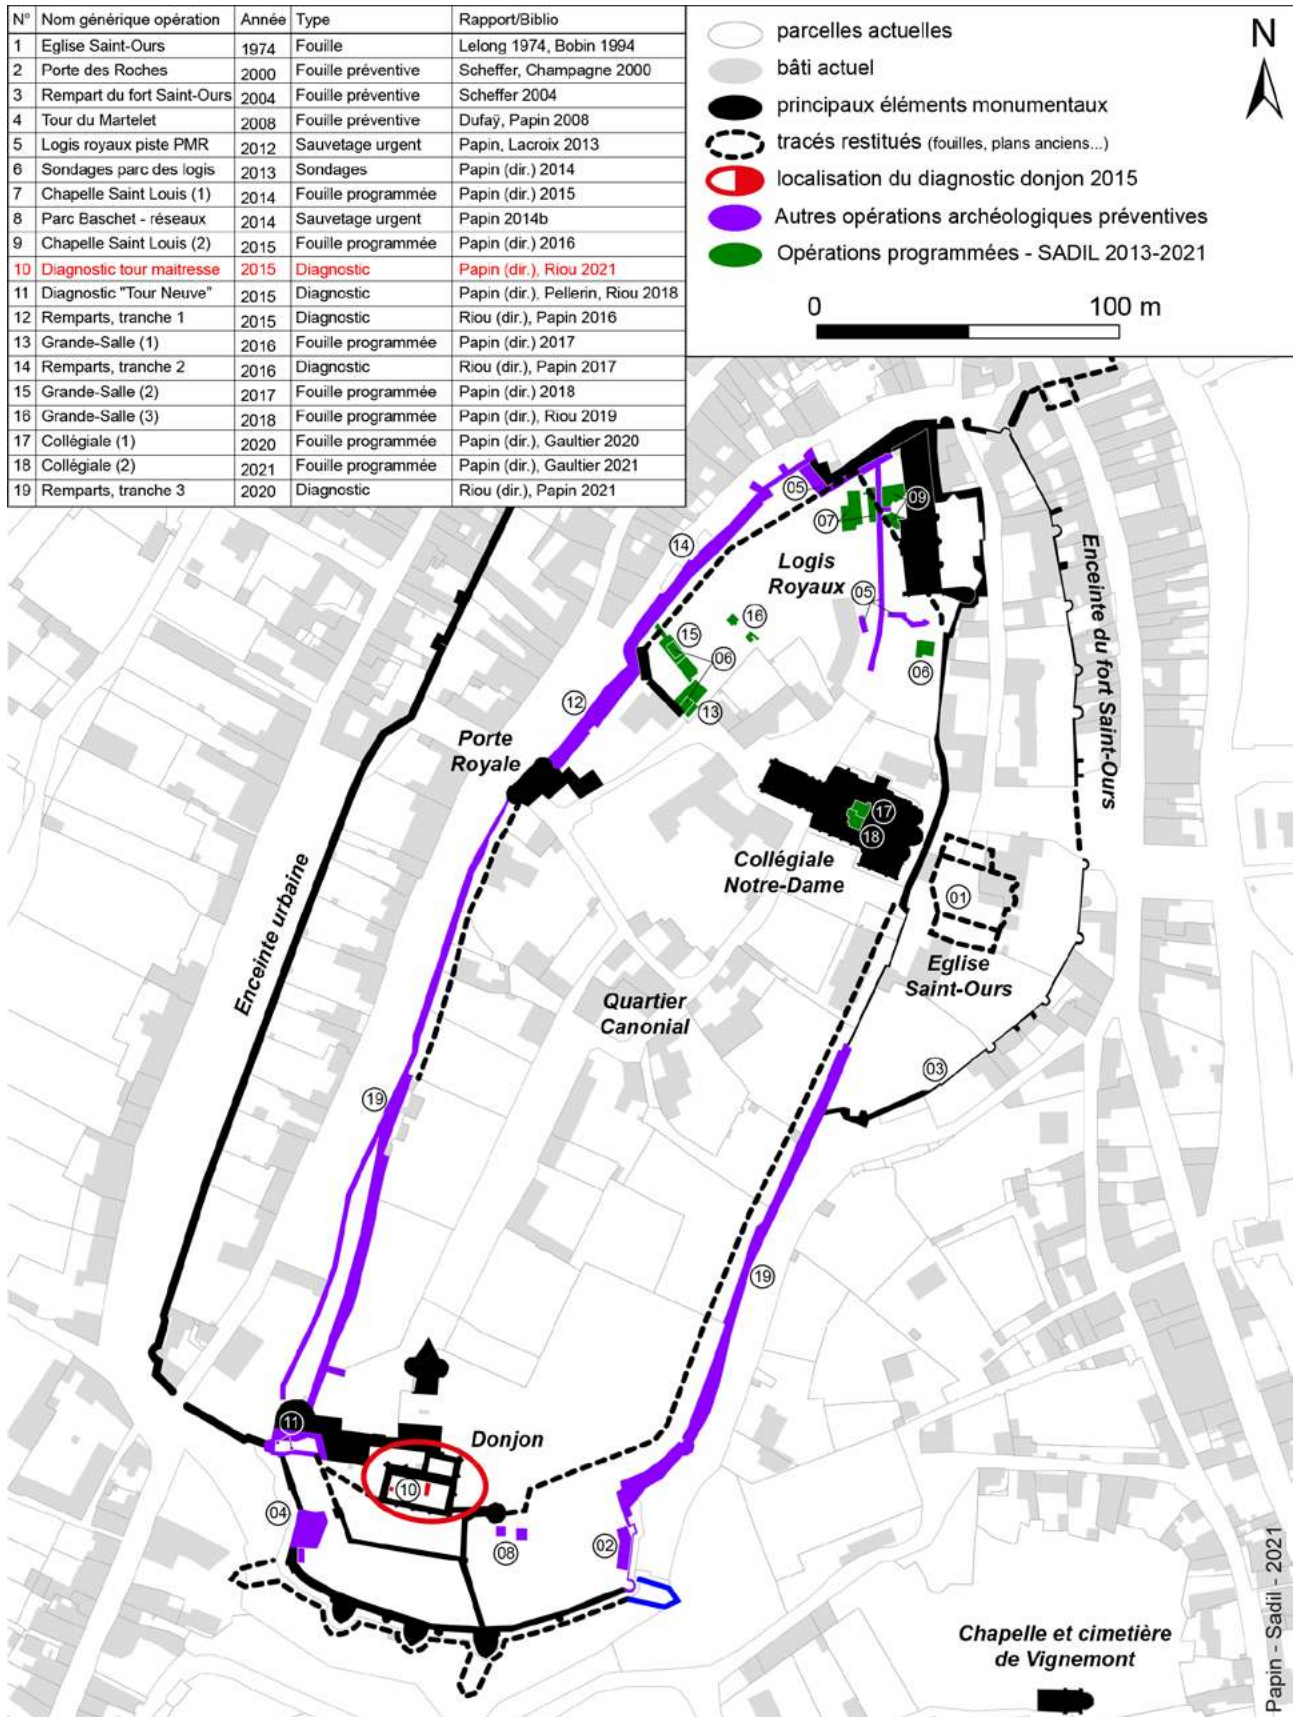 N° Nom générique opération Année Type Rapport/Biblio
1 Eglise Saint-Ours 1974 Fouille Lelong 1974, Bobin 1994
2 Porte des Roches 2000 Fouille préventive Scheffer, Champagne 2000
3 Rempart du fort Saint-Ours 2004 Fouille préventive Scheffer 2004
4 Tour du Martelet 2008 Fouille préventive Dufaÿ, Papin 2008
5 Logis royaux piste PMR 2012 Sauvetage urgent Papin, Lacroix 2013
6 Sondages parc des logis 2013 Sondages Papin (dir.) 2014
7 Chapelle Saint Louis (1) 2014 Fouille programmée Papin (dir.) 2015
8 Parc Baschet - réseaux 2014 Sauvetage urgent Papin 2014b
9 Chapelle Saint Louis (2) 2015 Fouille programmée Papin (dir.) 2016
10 Diagnostic tour maitresse 2015 Diagnostic Papin (dir.), Riou 2021
11 Diagnostic "Tour Neuve" 2015 Diagnostic Papin (dir.), Pellerin, Riou 2018
12 Remparts, tranche 1 2015 Diagnostic Riou (dir.), Papin 2016
13 Grande-Salle (1) 2016 Fouille programmée Papin (dir.) 2017
14 Remparts, tranche 2 2016 Diagnostic Riou (dir.), Papin 2017
15 Grande-Salle (2) 2017 Fouille programmée Papin (dir.) 2018
16 Grande-Salle (3) 2018 Fouille programmée Papin (dir.), Riou 2019
17 Collégiale (1) 2020 Fouille programmée Papin (dir.), Gaultier 2020
18 Collégiale (2) 2021 Fouille programmée Papin (dir.), Gaultier 2021
19 Remparts, tranche 3 2020 Diagnostic Riou (dir.), Papin 2021
parcelles actuelles
bâti actuel
principaux éléments monumentaux
tracés restitués (fouilles, plans anciens...)
localisation du diagnostic donjon 2015
Autres opérations archéologiques préventives
Opérations programmées - SADIL 2013-2021
N
0 100 m
05
09
07
14
Logis
Royaux
05
16
15
06
06
13
12
Enceinte du fort Saint-Ours
Porte
Royale
17
18
Collégiale
Notre-Dame
01
Eglise
Saint-Ours
Enceinte urbaine
Quartier
Canonial
03
19
19
11
Donjon
10
04
08
02
Chapelle et cimetière
de Vignemont
Papin - Sadil - 2021